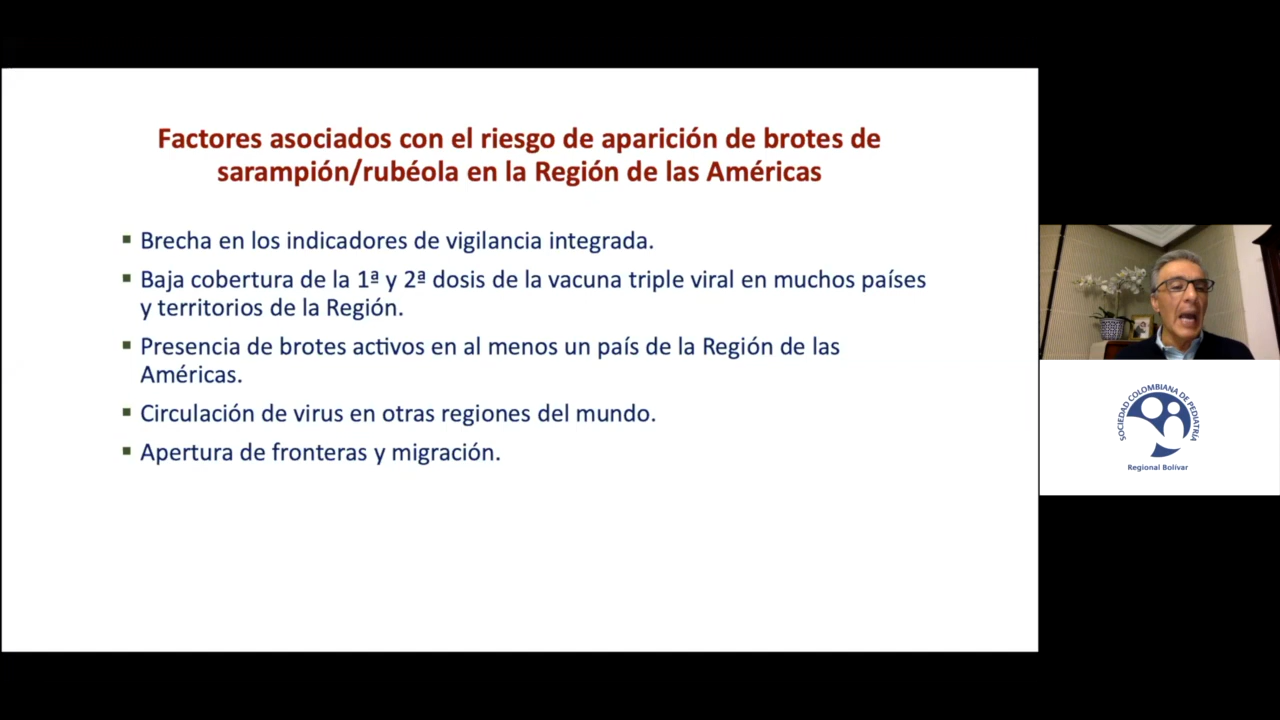 Factores asociados con el riesgo de aparición de brotes de
sarampión/rubéola en la Región de las Américas
▪ Brecha en los indicadores de vigilancia integrada.
▪ Baja cobertura de la 1ª y 2ª dosis de la vacuna triple viral en muchos países
y territorios de la Región.
▪ Presencia de brotes activos en al menos un país de la Región de las
Américas.
▪ Circulación de virus en otras regiones del mundo.
▪ Apertura de fronteras y migración.
SOCIEDAD COLOMBIANA DE PEDIATRÍA
Regional Bolívar